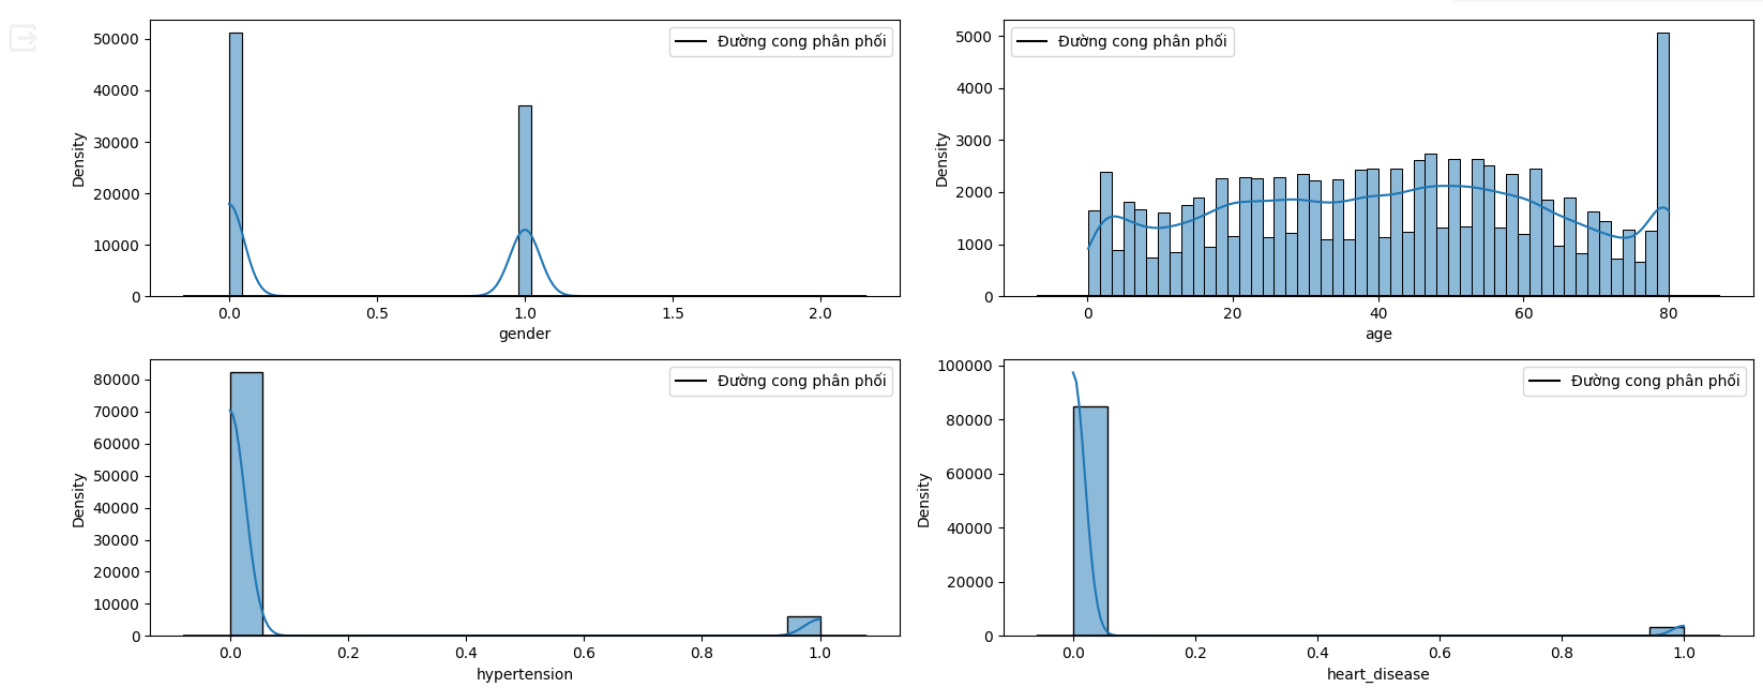 50000
40000
30000
20000
10000
0
Density
Đường cong phân phối
0.0 0.5 1.0 1.5 2.0
gender
5000
4000
3000
2000
1000
0
Density
Đường cong phân phối
0 20 40 60 80
age
80000
70000
60000
50000
40000
30000
20000
10000
0
Density
Đường cong phân phối
0.0 0.2 0.4 0.6 0.8 1.0
hypertension
100000
80000
60000
40000
20000
0
Density
Đường cong phân phối
0.0 0.2 0.4 0.6 0.8 1.0
heart_disease